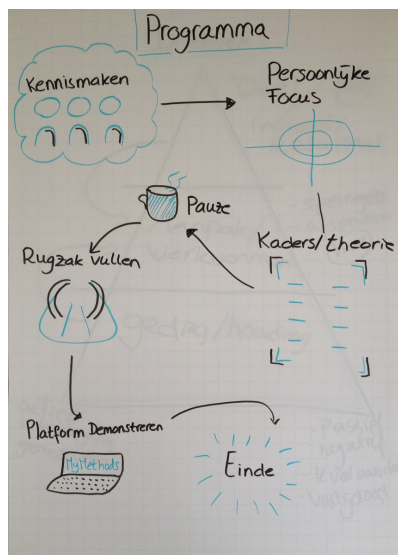 Programma
Kennismaken
Persoonlijke
Focus
Kaders/theorie
Pauze
Rugzak vullen
Platform Demonstreren
MyMethods
Einde